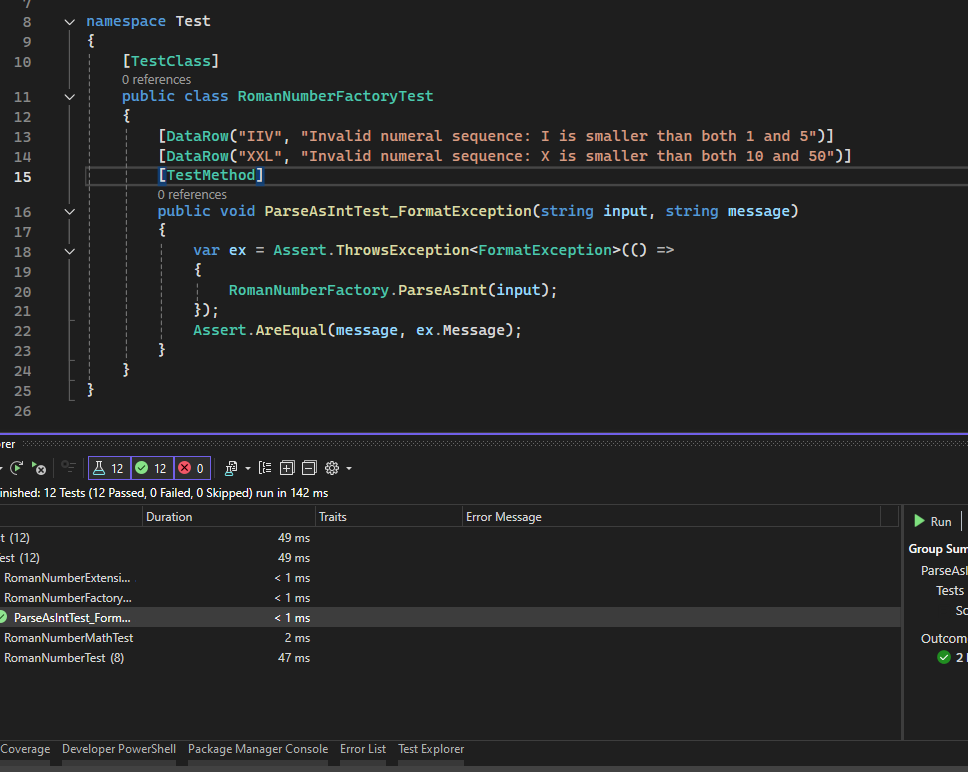 7
8 namespace Test
9 {
10 [TestClass]
0 references
11 public class RomanNumberFactoryTest
12 {
13 [DataRow("IIV", "Invalid numeral sequence: I is smaller than both 1 and 5")]
14 [DataRow("XXL", "Invalid numeral sequence: X is smaller than both 10 and 50")]
15 [TestMethod]
0 references
16 public void ParseAsIntTest_FormatException(string input, string message)
17 {
18 var ex = Assert.ThrowsException<FormatException>(() =>
19 {
20 RomanNumberFactory.ParseAsInt(input);
21 });
22 Assert.AreEqual(message, ex.Message);
23 }
24 }
25 }
26
rer
12 12 0
inished: 12 Tests (12 Passed, 0 Failed, 0 Skipped) run in 142 ms
Duration Traits Error Message
t (12) 49 ms
est (12) 49 ms
RomanNumberExtensi... < 1 ms
RomanNumberFactory... < 1 ms
ParseAsIntTest_Form... < 1 ms
RomanNumberMathTest 2 ms
RomanNumberTest (8) 47 ms
Run
Group Sum
ParseAsI
Tests
So
Outcom
2
Coverage Developer PowerShell Package Manager Console Error List Test Explorer